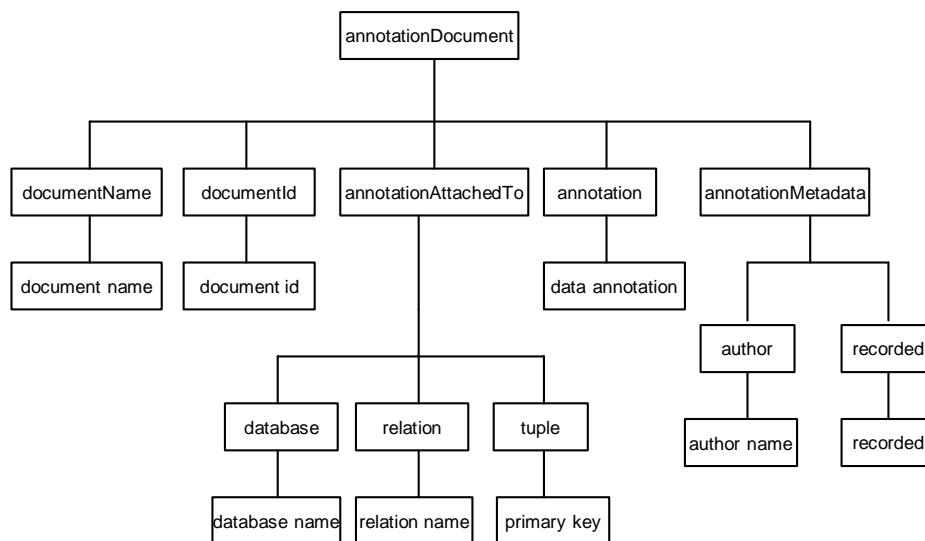 annotationDocument
documentName
documentId
annotationAttachedTo
annotation
annotationMetadata
document name
document id
data annotation
author
recorded
database
relation
tuple
author name
recorded
database name
relation name
primary key